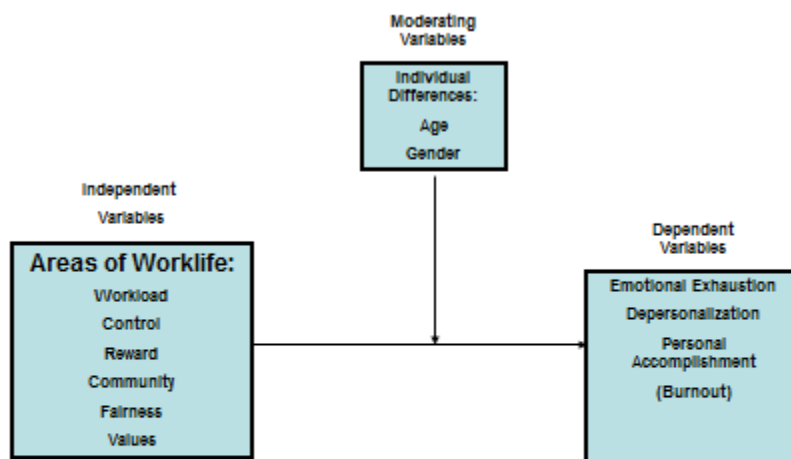 Moderating
Variables
Individual
Differences:
Age
Gender
Independent
Variables
Areas of Worklife:
Workload
Control
Reward
Community
Fairness
Values
Dependent
Variables
Emotional Exhaustion
Depersonalization
Personal
Accomplishment
(Burnout)